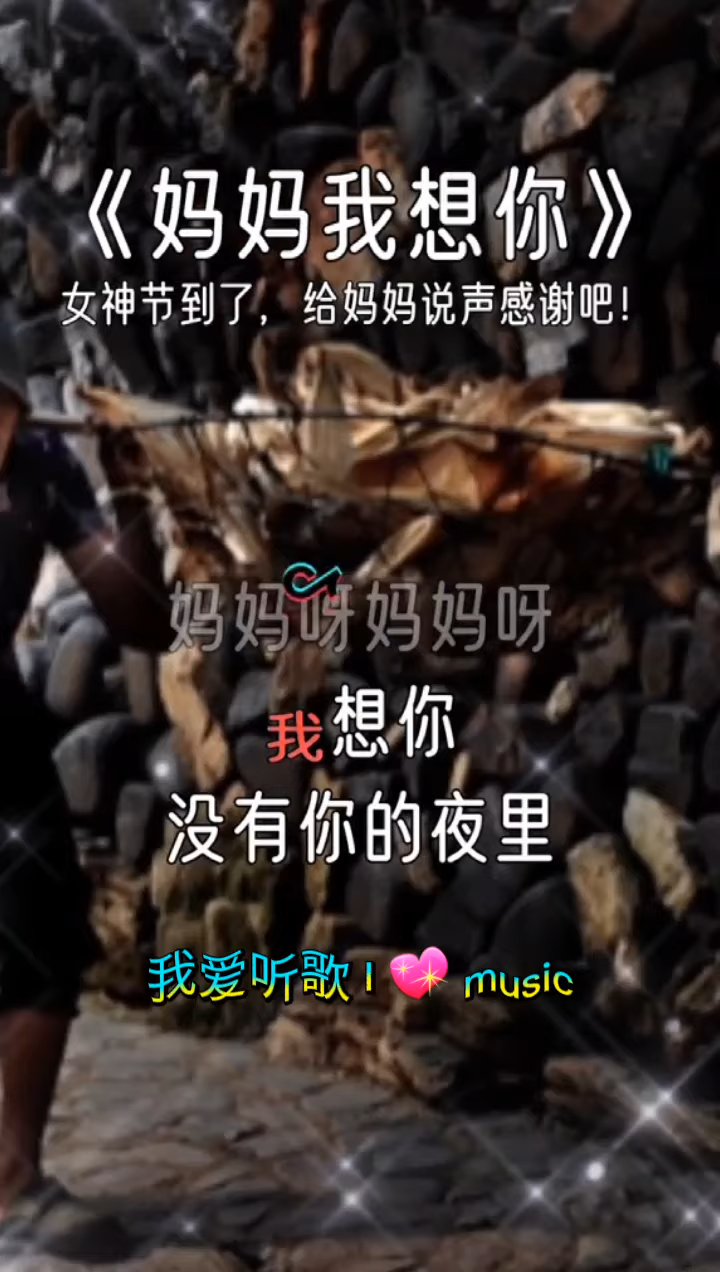 《妈妈我想你》
女神节到了，给妈妈说声感谢吧！
妈妈呀妈妈呀
我想你
没有你的夜里
我爱听歌 I 💖 music